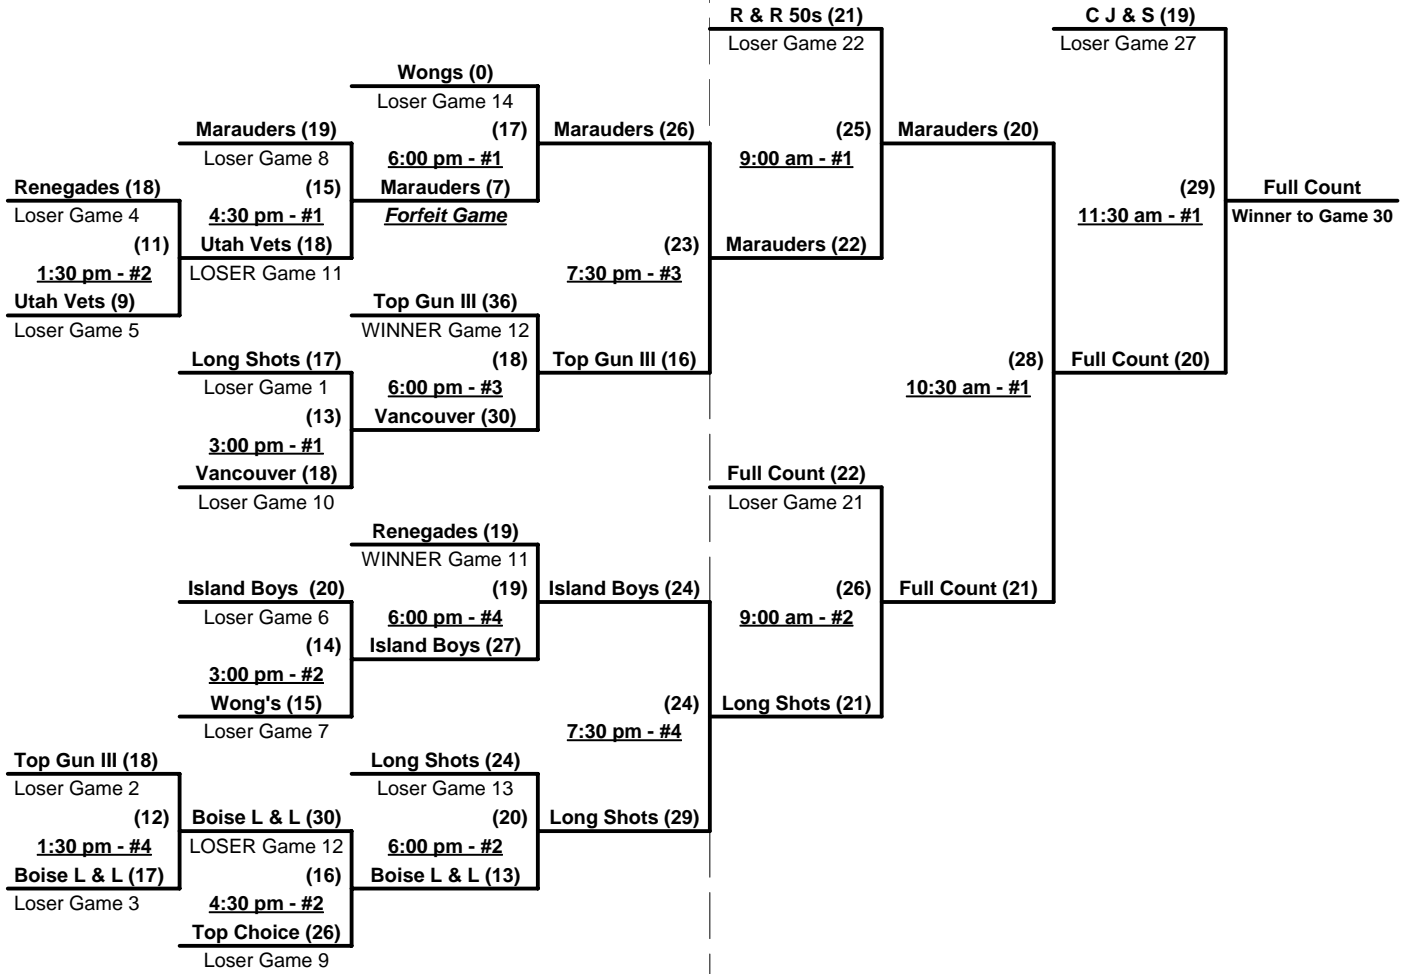 R & R 50s (21)
Loser Game 22
C J & S (19)
Loser Game 27
Wongs (0)
Loser Game 14
(17)
6:00 pm - #1
Marauders (7)
Forfeit Game
Marauders (19)
Loser Game 8
(15)
4:30 pm - #1
Utah Vets (18)
LOSER Game 11
Renegades (18)
Loser Game 4
(11)
1:30 pm - #2
Utah Vets (9)
Loser Game 5
Marauders (26)
(23)
7:30 pm - #3
Top Gun III (16)
(25)
9:00 am - #1
Marauders (22)
Marauders (20)
(29)
11:30 am - #1
Full Count
Winner to Game 30
Top Gun III (36)
WINNER Game 12
(18)
6:00 pm - #3
Vancouver (30)
Long Shots (17)
Loser Game 1
(13)
3:00 pm - #1
Vancouver (18)
Loser Game 10
(28)
10:30 am - #1
Full Count (20)
Full Count (22)
Loser Game 21
(26)
9:00 am - #2
Long Shots (21)
Full Count (21)
Renegades (19)
WINNER Game 11
(19)
6:00 pm - #4
Island Boys (27)
Island Boys (20)
Loser Game 6
(14)
3:00 pm - #2
Wong's (15)
Loser Game 7
Island Boys (24)
(24)
7:30 pm - #4
Long Shots (29)
Top Gun III (18)
Loser Game 2
(12)
1:30 pm - #4
Boise L & L (17)
Loser Game 3
Boise L & L (30)
LOSER Game 12
(16)
4:30 pm - #2
Top Choice (26)
Loser Game 9
Long Shots (24)
Loser Game 13
(20)
6:00 pm - #2
Boise L & L (13)